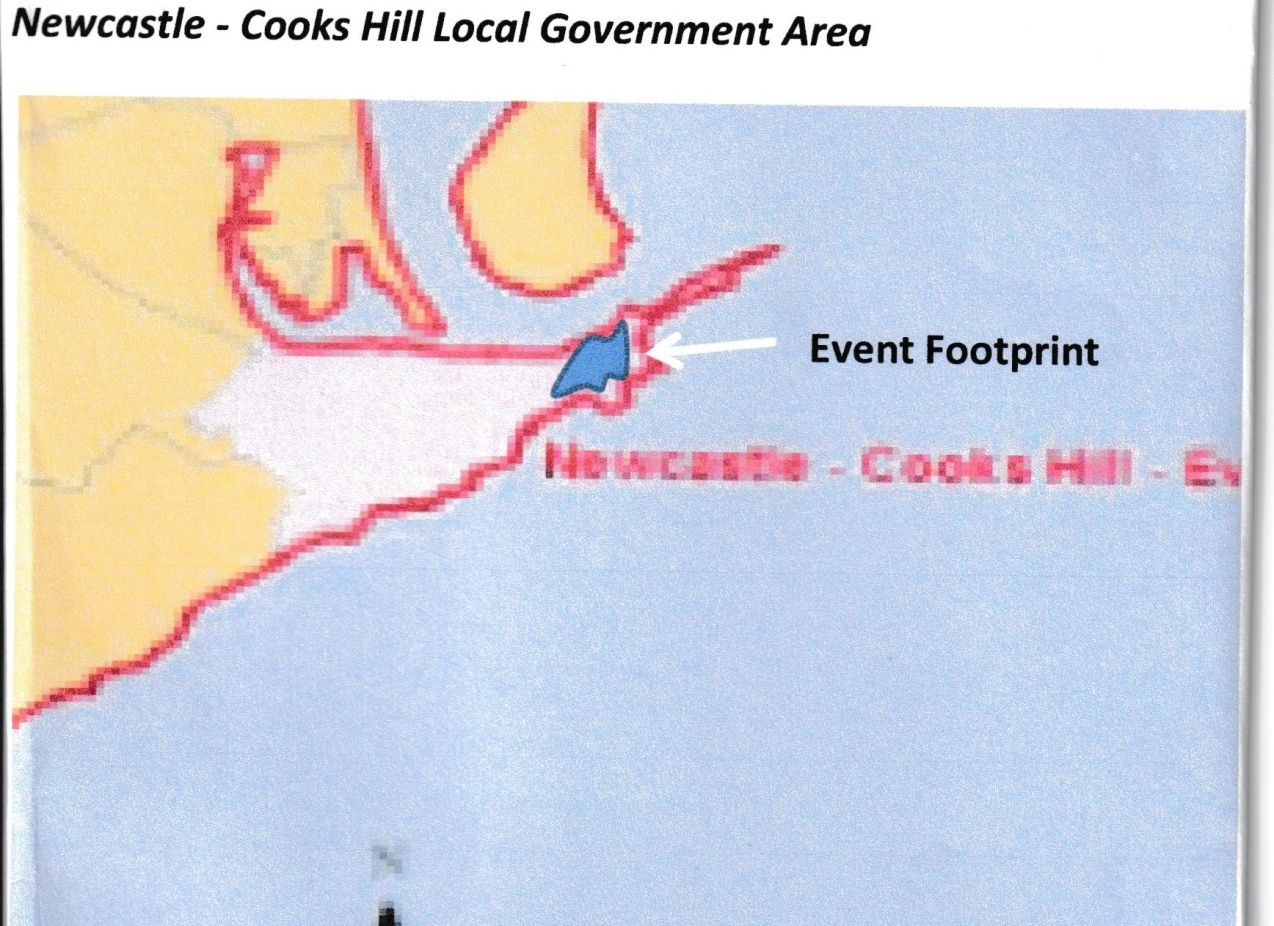 Newcastle - Cooks Hill Local Government Area
Event Footprint
Newcastle - Cooks Hill - Ev
N